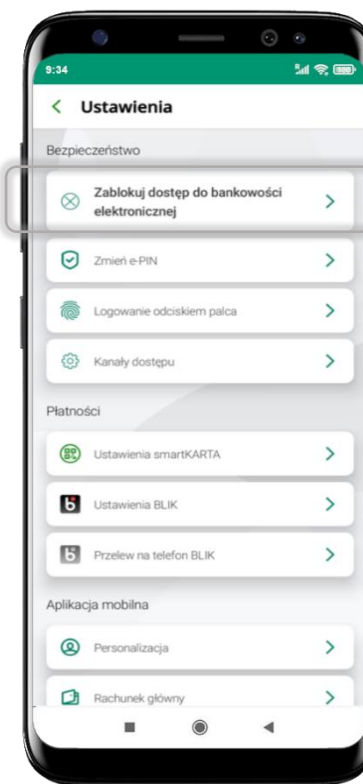 9:34
Ustawienia
Bezpieczeństwo
Zablokuj dostęp do bankowości
elektronicznej
Zmień e-PIN
Logowanie odciskiem palca
Kanały dostępu
Płatności
Ustawienia smartKARTA
Ustawienia BLIK
Przelew na telefon BLIK
Aplikacja mobilna
Personalizacja
Rachunek główny